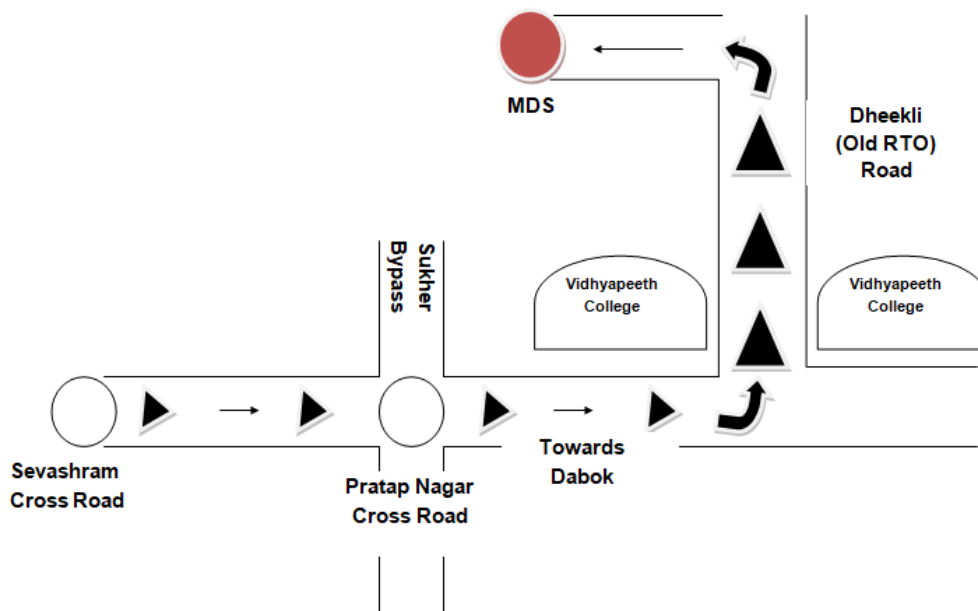 MDS
Dheekli
(Old RTO)
Road
Sukher
Bypass
Vidhyapeeth
College
Vidhyapeeth
College
Sevashram
Cross Road
Pratap Nagar
Cross Road
Towards
Dabok